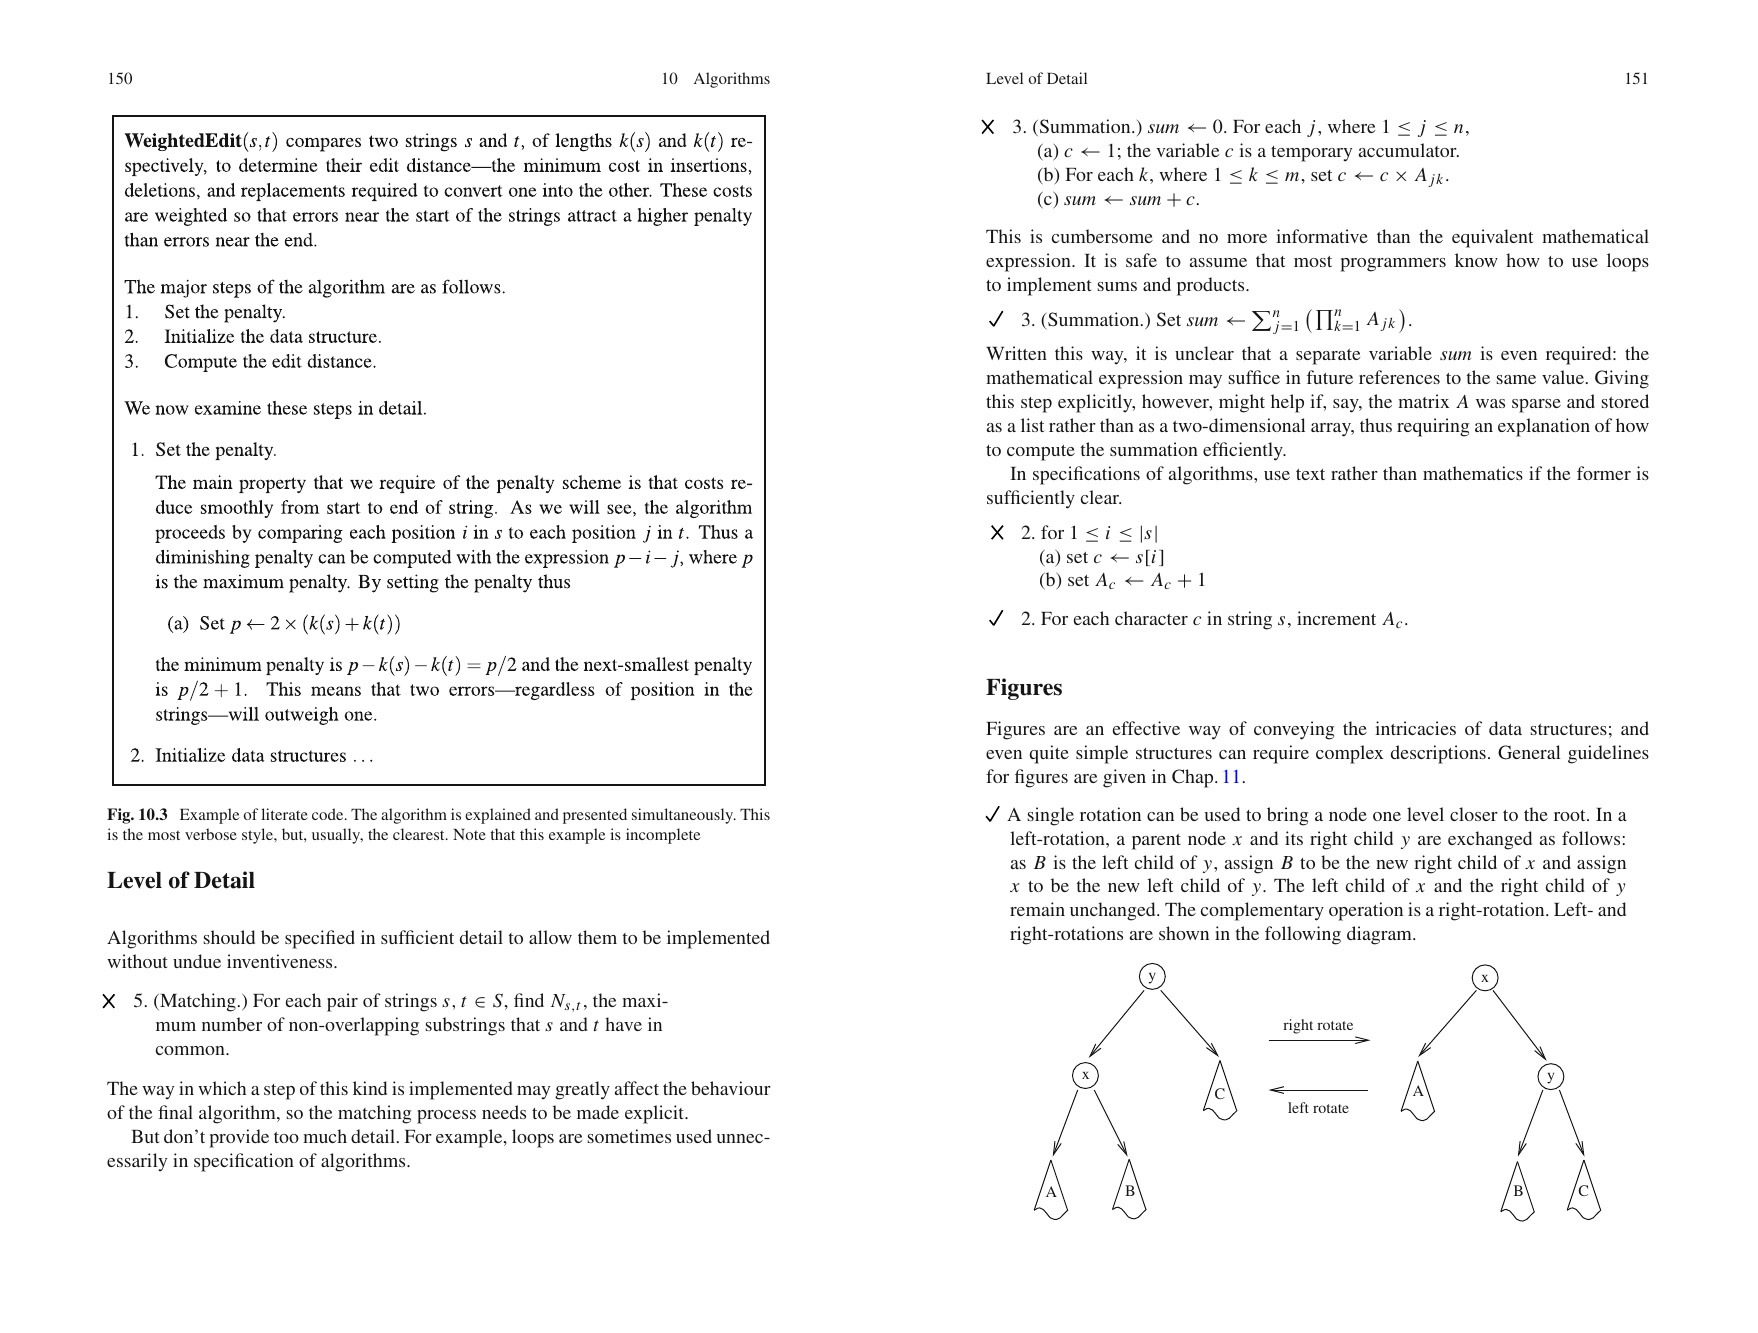 150
10 Algorithms
WeightedEdit(s,t) compares two strings s and t, of lengths k(s) and k(t) re-
spectively, to determine their edit distance—the minimum cost in insertions,
deletions, and replacements required to convert one into the other. These costs
are weighted so that errors near the start of the strings attract a higher penalty
than errors near the end.
The major steps of the algorithm are as follows.
1. Set the penalty.
2. Initialize the data structure.
3. Compute the edit distance.
We now examine these steps in detail.
1. Set the penalty.
The main property that we require of the penalty scheme is that costs re-
duce smoothly from start to end of string. As we will see, the algorithm
proceeds by comparing each position i in s to each position j in t. Thus a
diminishing penalty can be computed with the expression p − i − j, where p
is the maximum penalty. By setting the penalty thus
(a) Set p ← 2 × (k(s) + k(t))
the minimum penalty is p − k(s) − k(t) = p/2 and the next-smallest penalty
is p/2 + 1. This means that two errors—regardless of position in the
strings—will outweigh one.
2. Initialize data structures ...
Fig. 10.3 Example of literate code. The algorithm is explained and presented simultaneously. This
is the most verbose style, but, usually, the clearest. Note that this example is incomplete
Level of Detail
Algorithms should be specified in sufficient detail to allow them to be implemented
without undue inventiveness.
✗ 5. (Matching.) For each pair of strings s, t ∈ S, find N_{s,t}, the maxi-
mum number of non-overlapping substrings that s and t have in
common.
The way in which a step of this kind is implemented may greatly affect the behaviour
of the final algorithm, so the matching process needs to be made explicit.
But don't provide too much detail. For example, loops are sometimes used unnec-
essarily in specification of algorithms.
Level of Detail
151
✗ 3. (Summation.) sum ← 0. For each j, where 1 ≤ j ≤ n,
(a) c ← 1; the variable c is a temporary accumulator.
(b) For each k, where 1 ≤ k ≤ m, set c ← c × A_{jk}.
(c) sum ← sum + c.
This is cumbersome and no more informative than the equivalent mathematical
expression. It is safe to assume that most programmers know how to use loops
to implement sums and products.
✓ 3. (Summation.) Set sum ← ∑_{j=1}^{n} (∏_{k=1}^{n} A_{jk}).
Written this way, it is unclear that a separate variable sum is even required: the
mathematical expression may suffice in future references to the same value. Giving
this step explicitly, however, might help if, say, the matrix A was sparse and stored
as a list rather than as a two-dimensional array, thus requiring an explanation of how
to compute the summation efficiently.
In specifications of algorithms, use text rather than mathematics if the former is
sufficiently clear.
✗ 2. for 1 ≤ i ≤ |s|
(a) set c ← s[i]
(b) set A_c ← A_c + 1
✓ 2. For each character c in string s, increment A_c.
Figures
Figures are an effective way of conveying the intricacies of data structures; and
even quite simple structures can require complex descriptions. General guidelines
for figures are given in Chap. 11.
✓ A single rotation can be used to bring a node one level closer to the root. In a
left-rotation, a parent node x and its right child y are exchanged as follows:
as B is the left child of y, assign B to be the new right child of x and assign
x to be the new left child of y. The left child of x and the right child of y
remain unchanged. The complementary operation is a right-rotation. Left- and
right-rotations are shown in the following diagram.
y
x
right rotate
x
C
A
y
left rotate
A
B
B
C